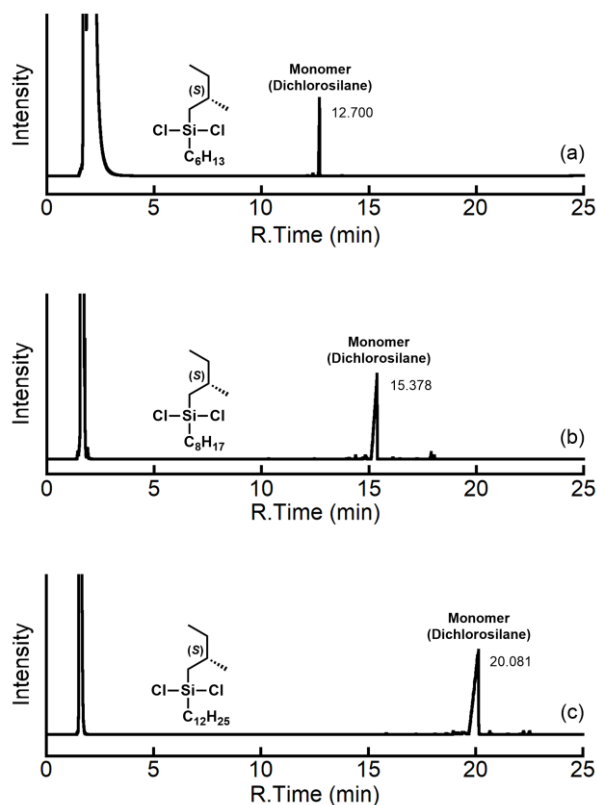 Intensity
Monomer
(Dichlorosilane)
12.700
(S)
Cl Si Cl
C6H13
(a)
0 5 10 15 20 25
R.Time (min)
Intensity
Monomer
(Dichlorosilane)
15.378
(S)
Cl Si Cl
C8H17
(b)
0 5 10 15 20 25
R.Time (min)
Intensity
Monomer
(Dichlorosilane)
20.081
(S)
Cl Si Cl
C12H25
(c)
0 5 10 15 20 25
R.Time (min)